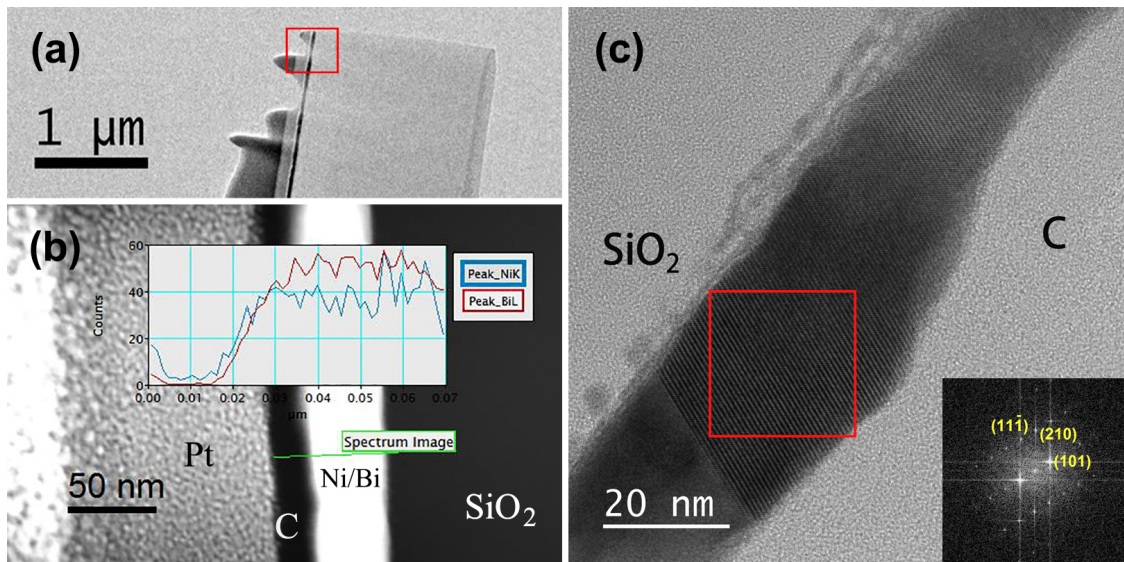 (a)
1 µm
(b)
60
40
20
0
Counts
0.00 0.01 0.02 0.03 0.04 0.05 0.06 0.07
µm
Peak_NiK
Peak_BiL
Spectrum Image
Pt
50 nm
C
Ni/Bi
SiO₂
(c)
SiO₂
C
20 nm
(111̄)
(2̄10)
(101)